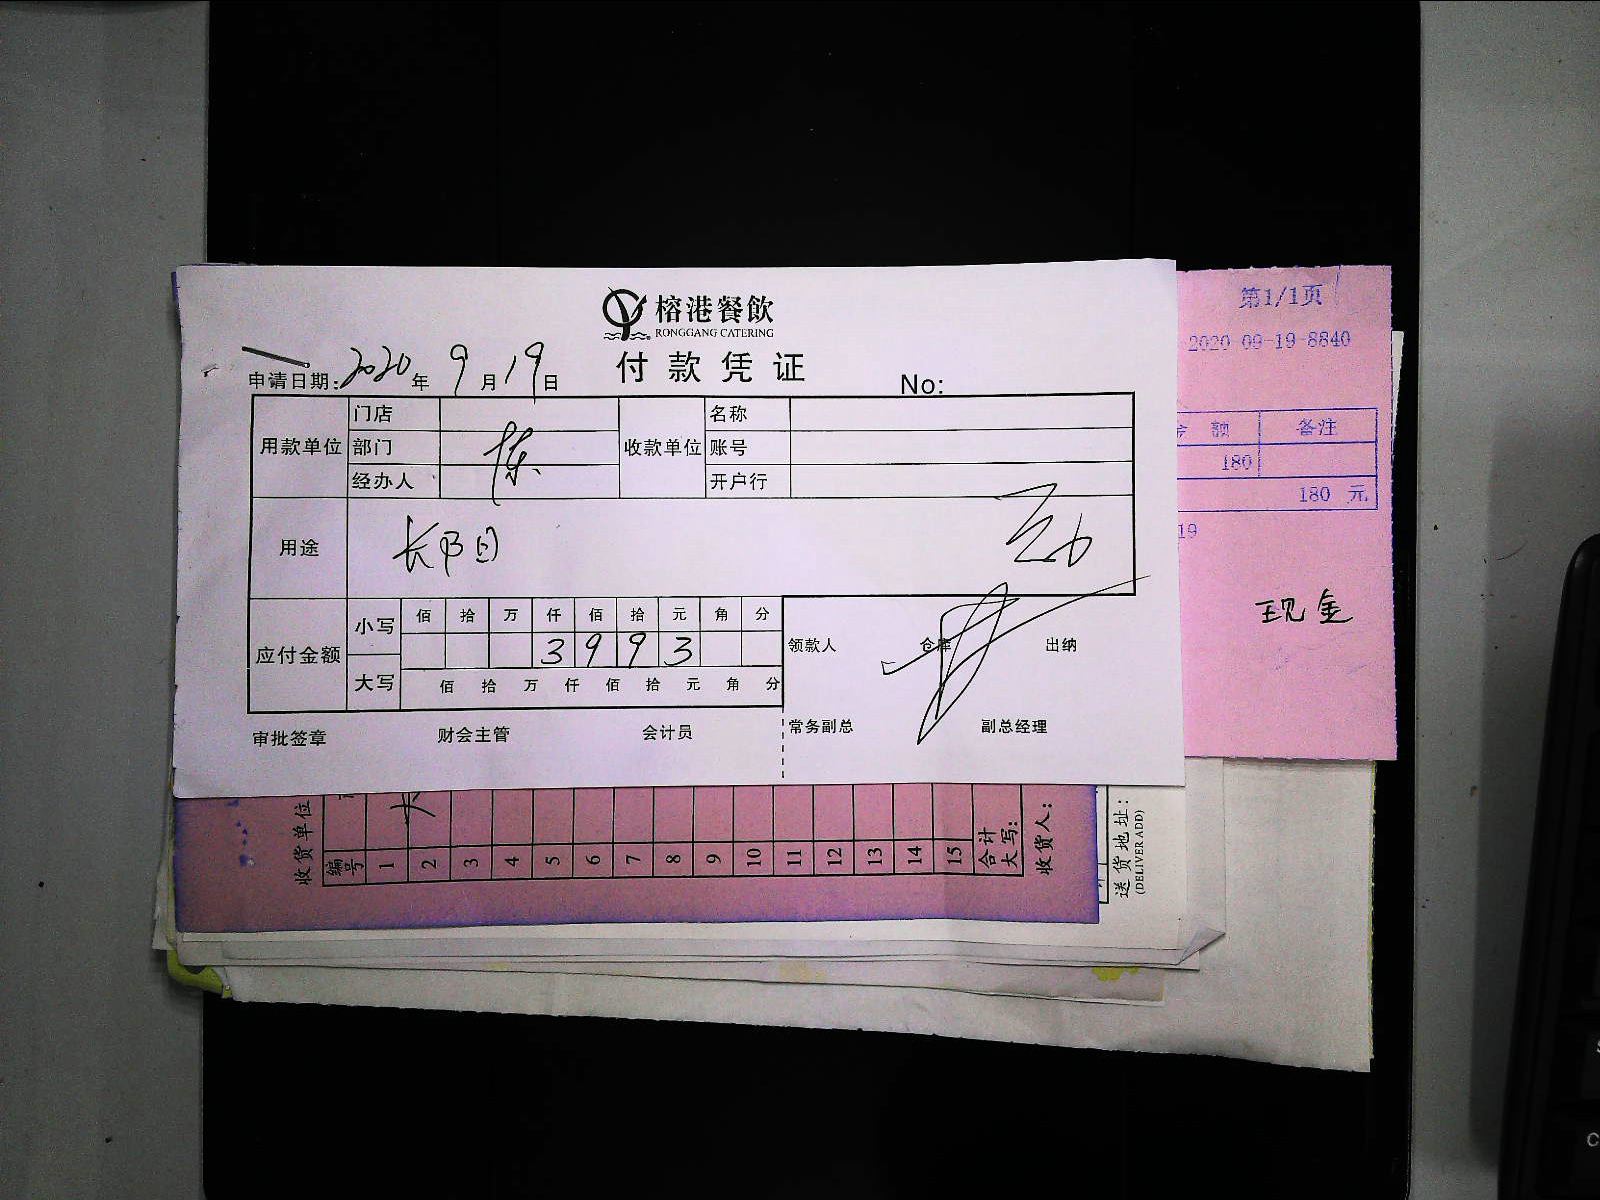 榕港餐飲
RONGGANG CATERING
付款凭证
申请日期: 2020 年 9 月 19 日
No:
用款单位 门店 收款单位 名称
部门 陈 账号
经办人 开户行
用途
应付金额 小写 佰 拾 万 仟 佰 拾 元 角 分
3 9 9 3
大写 佰 拾 万 仟 佰 拾 元 角 分
领款人 仓库 出纳
审批签章 财会主管 会计员 常务副总 副总经理
第1/1页
2020 09-19-8840
金 额 备注
180
180 元
19
现金
收货单位
编号 1 2 3 4 5 6 7 8 9 10 11 12 13 14 15 合计大写:
收货人:
送货地址:
(DELIVER ADD)